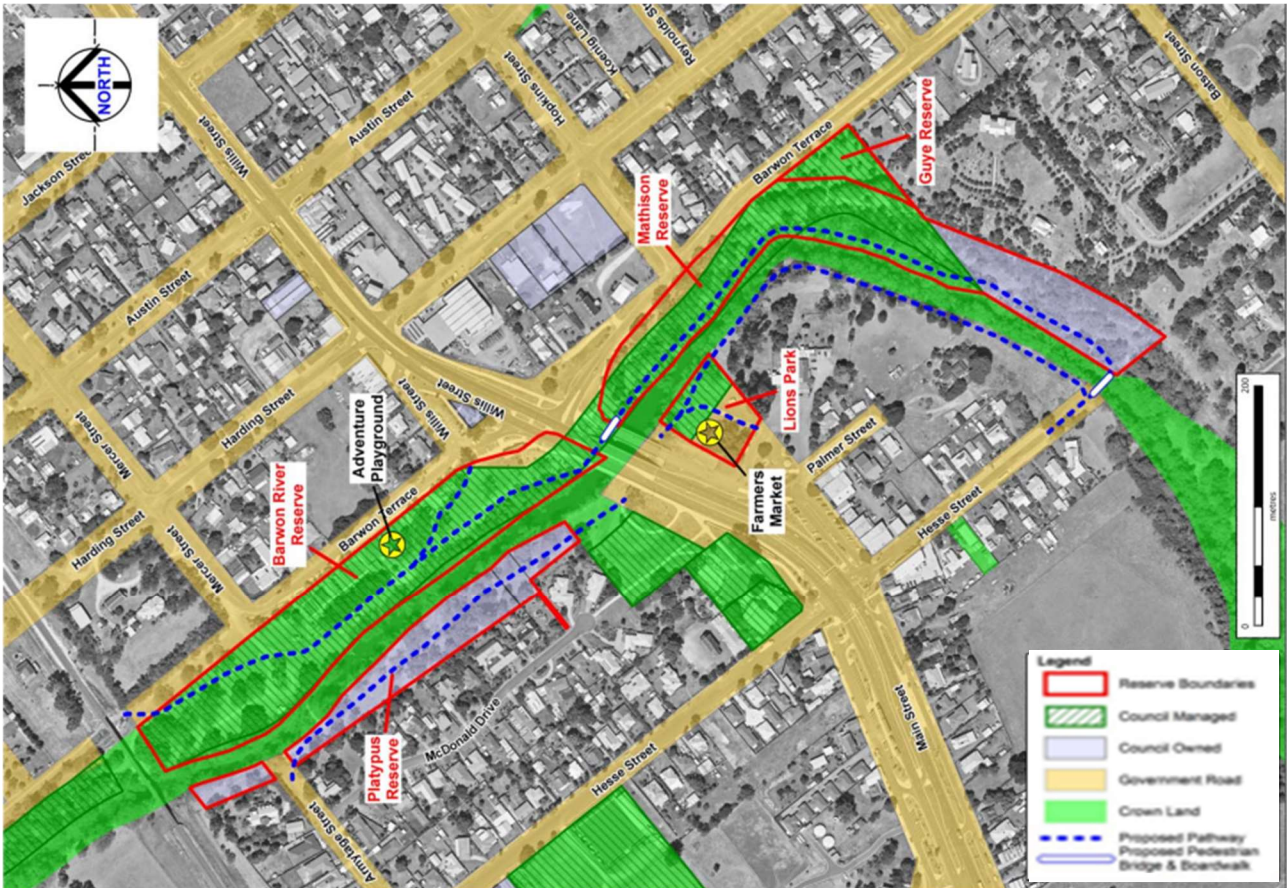 NORTH
Jackson Stree
Willis Street
Austin Street
Hopkins Street
Koenig Lane
Reynolds St
Bakson Street
Barwon Terrace
Guye Reserve
Mathison
Reserve
Austin Street
Harding Street
Mercer Street
Willis Street
Willis Street
Adventure
Playground
Barwon River
Reserve
Barwon Terrace
Harding Street
Mercer Street
Lions Park
Farmers
Market
Palmer Street
Hesse Street
Platypus
Reserve
McDonald Drive
Armytage Street
Hesse Street
Main Street
200
metres
0
Legend
Reserve Boundaries
Council Managed
Council Owned
Government Road
Crown Land
Proposed Pathway
Proposed Pedestrian
Bridge & Boardwalk